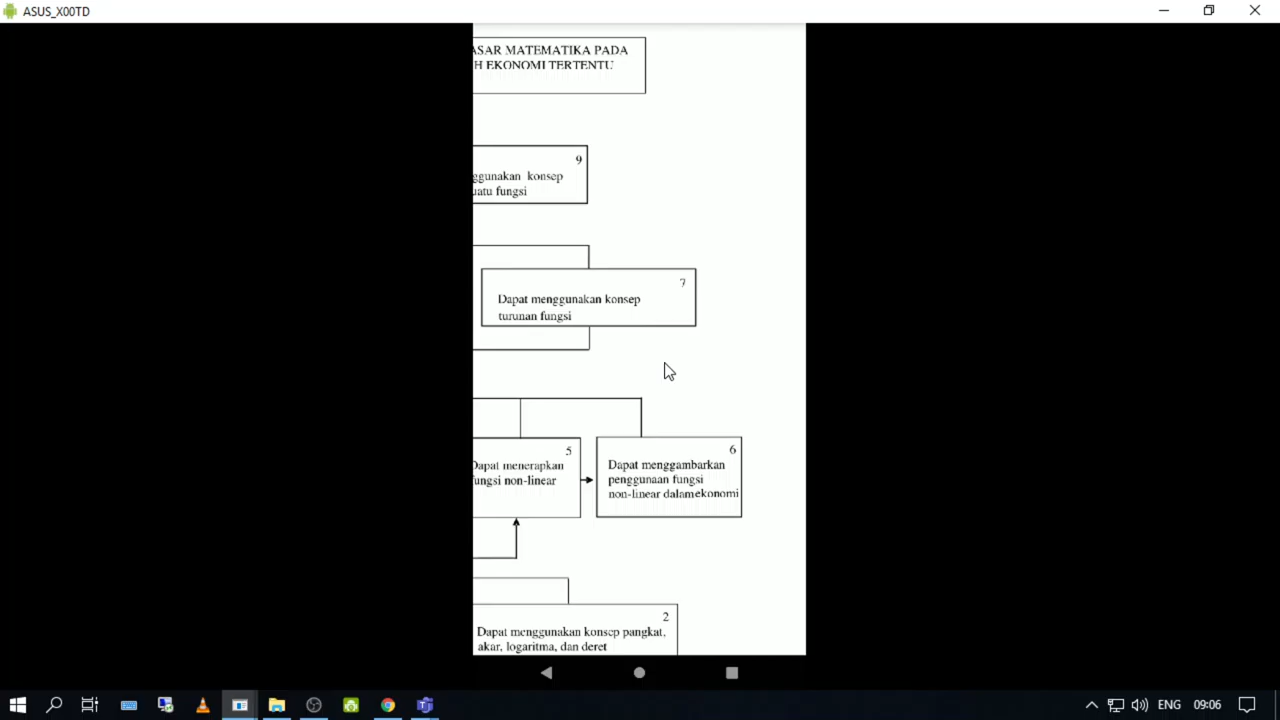 ASUS_X00TD
ASAR MATEMATIKA PADA
H EKONOMI TERTENTU
9
ggunakan konsep
uatu fungsi
7
Dapat menggunakan konsep
turunan fungsi
5
Dapat menerapkan
fungsi non-linear
6
Dapat menggambarkan
penggunaan fungsi
non-linear dalam ekonomi
2
Dapat menggunakan konsep pangkat,
akar, logaritma, dan deret
ENG
09:06